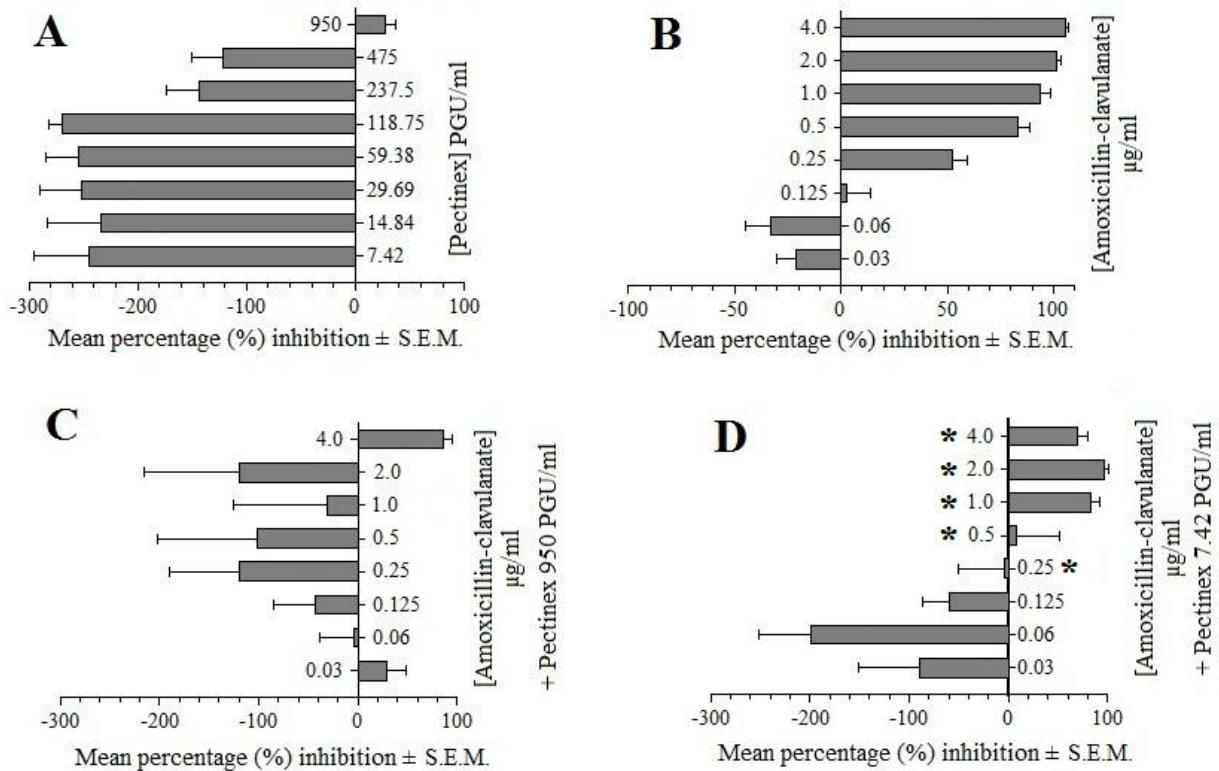 A
950
475
237.5
118.75
59.38
29.69
14.84
7.42
[Pectinex] PGU/ml
-300 -200 -100 0 100
Mean percentage (%) inhibition ± S.E.M.
B
4.0
2.0
1.0
0.5
0.25
0.125
0.06
0.03
[Amoxicillin-clavulanate]
µg/ml
-100 -50 0 50 100
Mean percentage (%) inhibition ± S.E.M.
C
4.0
2.0
1.0
0.5
0.25
0.125
0.06
0.03
[Amoxicillin-clavulanate]
µg/ml
+ Pectinex 950 PGU/ml
-300 -200 -100 0 100
Mean percentage (%) inhibition ± S.E.M.
D
* 4.0
* 2.0
* 1.0
* 0.5
0.25 *
0.125
0.06
0.03
[Amoxicillin-clavulanate]
µg/ml
+ Pectinex 7.42 PGU/ml
-300 -200 -100 0 100
Mean percentage (%) inhibition ± S.E.M.